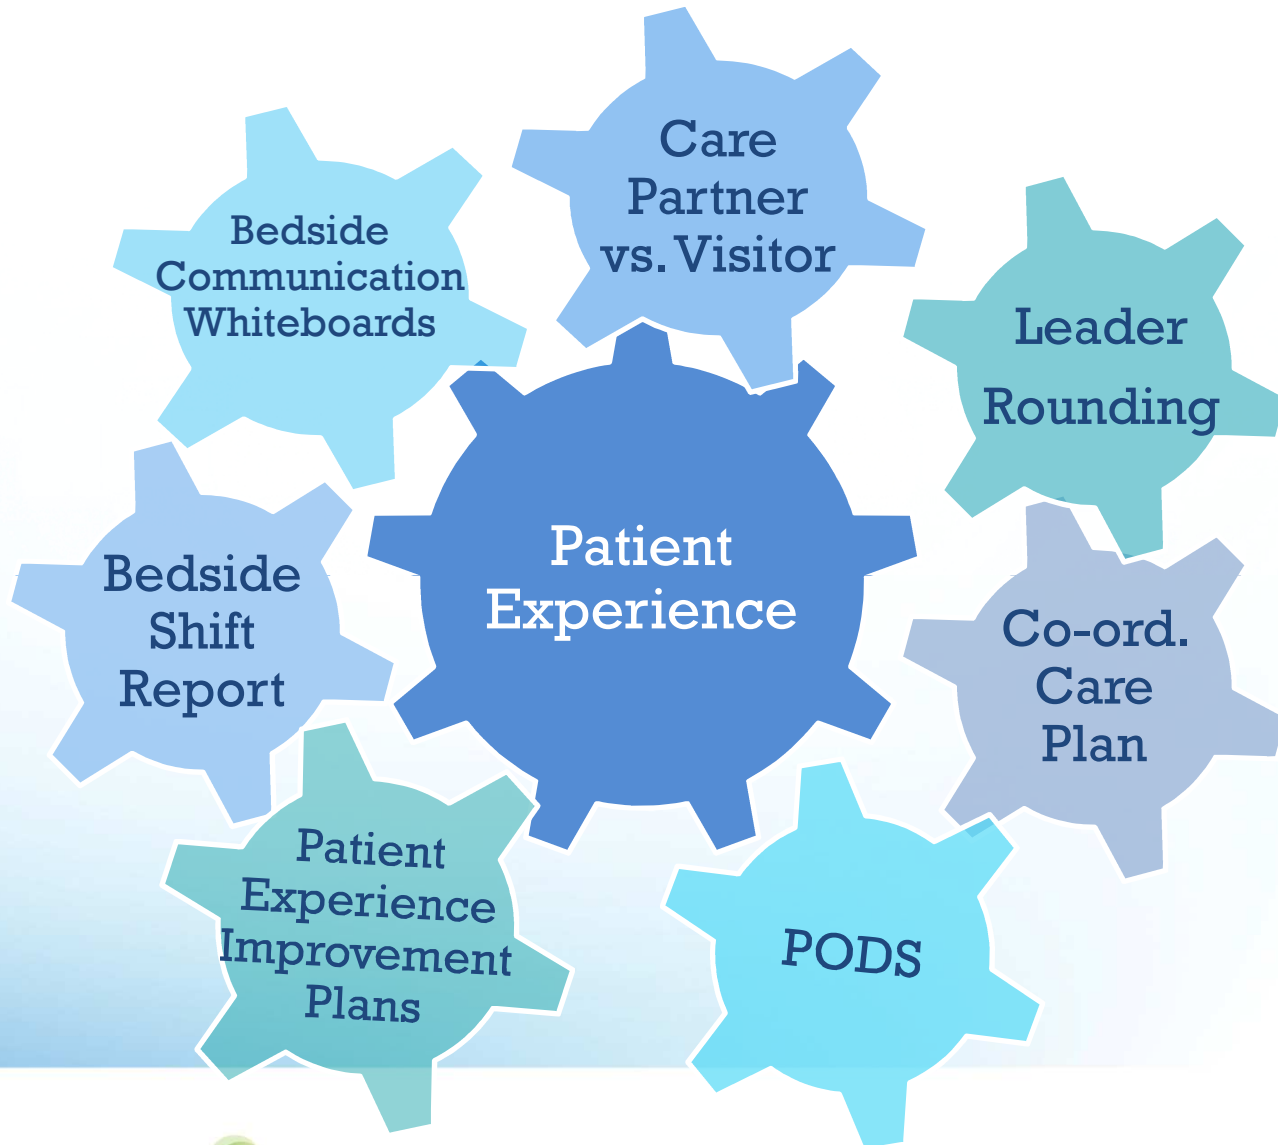 Care
Partner
vs. Visitor
Bedside
Communication
Whiteboards
Leader
Rounding
Patient
Experience
Bedside
Shift
Report
Co-ord.
Care
Plan
Patient
Experience
Improvement
Plans
PODS